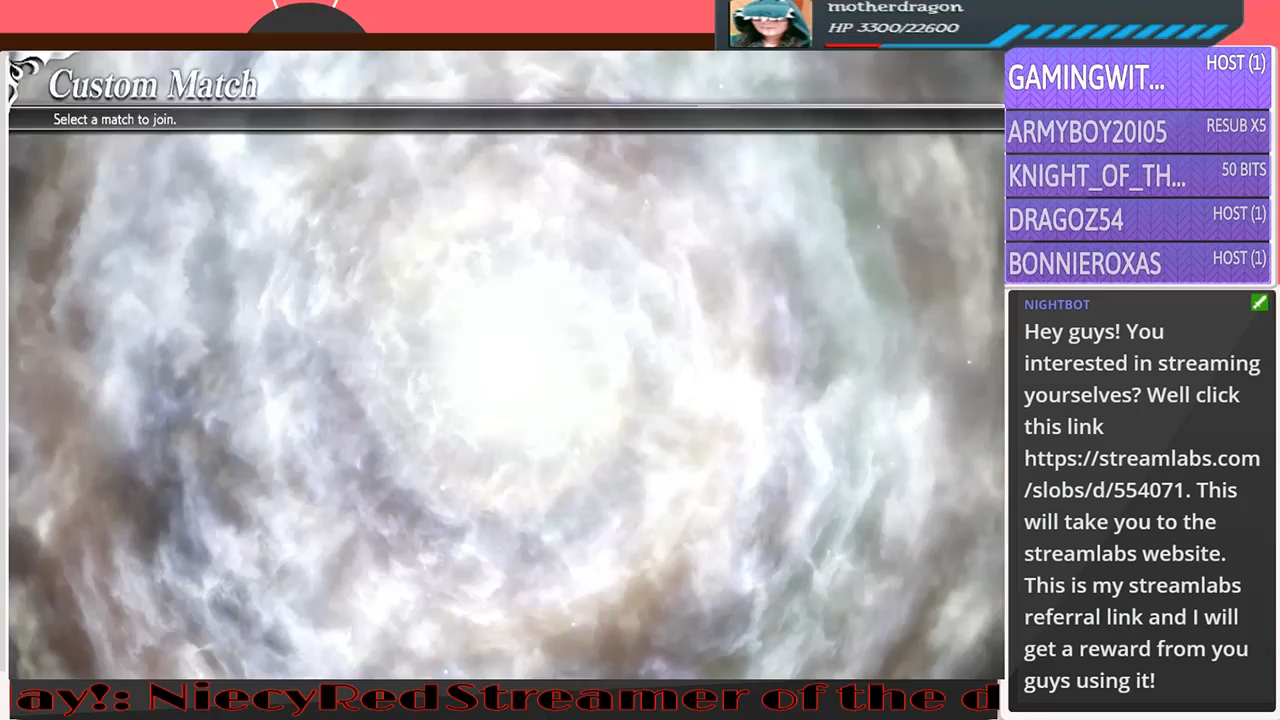 motherdragon
HP 3300/22600
Custom Match
Select a match to join.
GAMINGWIT... HOST (1)
ARMYBOY20105 RESUB X5
KNIGHT_OF_TH... 50 BITS
DRAGOZ54 HOST (1)
BONNIEROXAS HOST (1)
NIGHTBOT
Hey guys! You
interested in streaming
yourselves? Well click
this link
https://streamlabs.com
/slobs/d/554071. This
will take you to the
streamlabs website.
This is my streamlabs
referral link and I will
get a reward from you
guys using it!
ay!: NiecyRed Streamer of the d